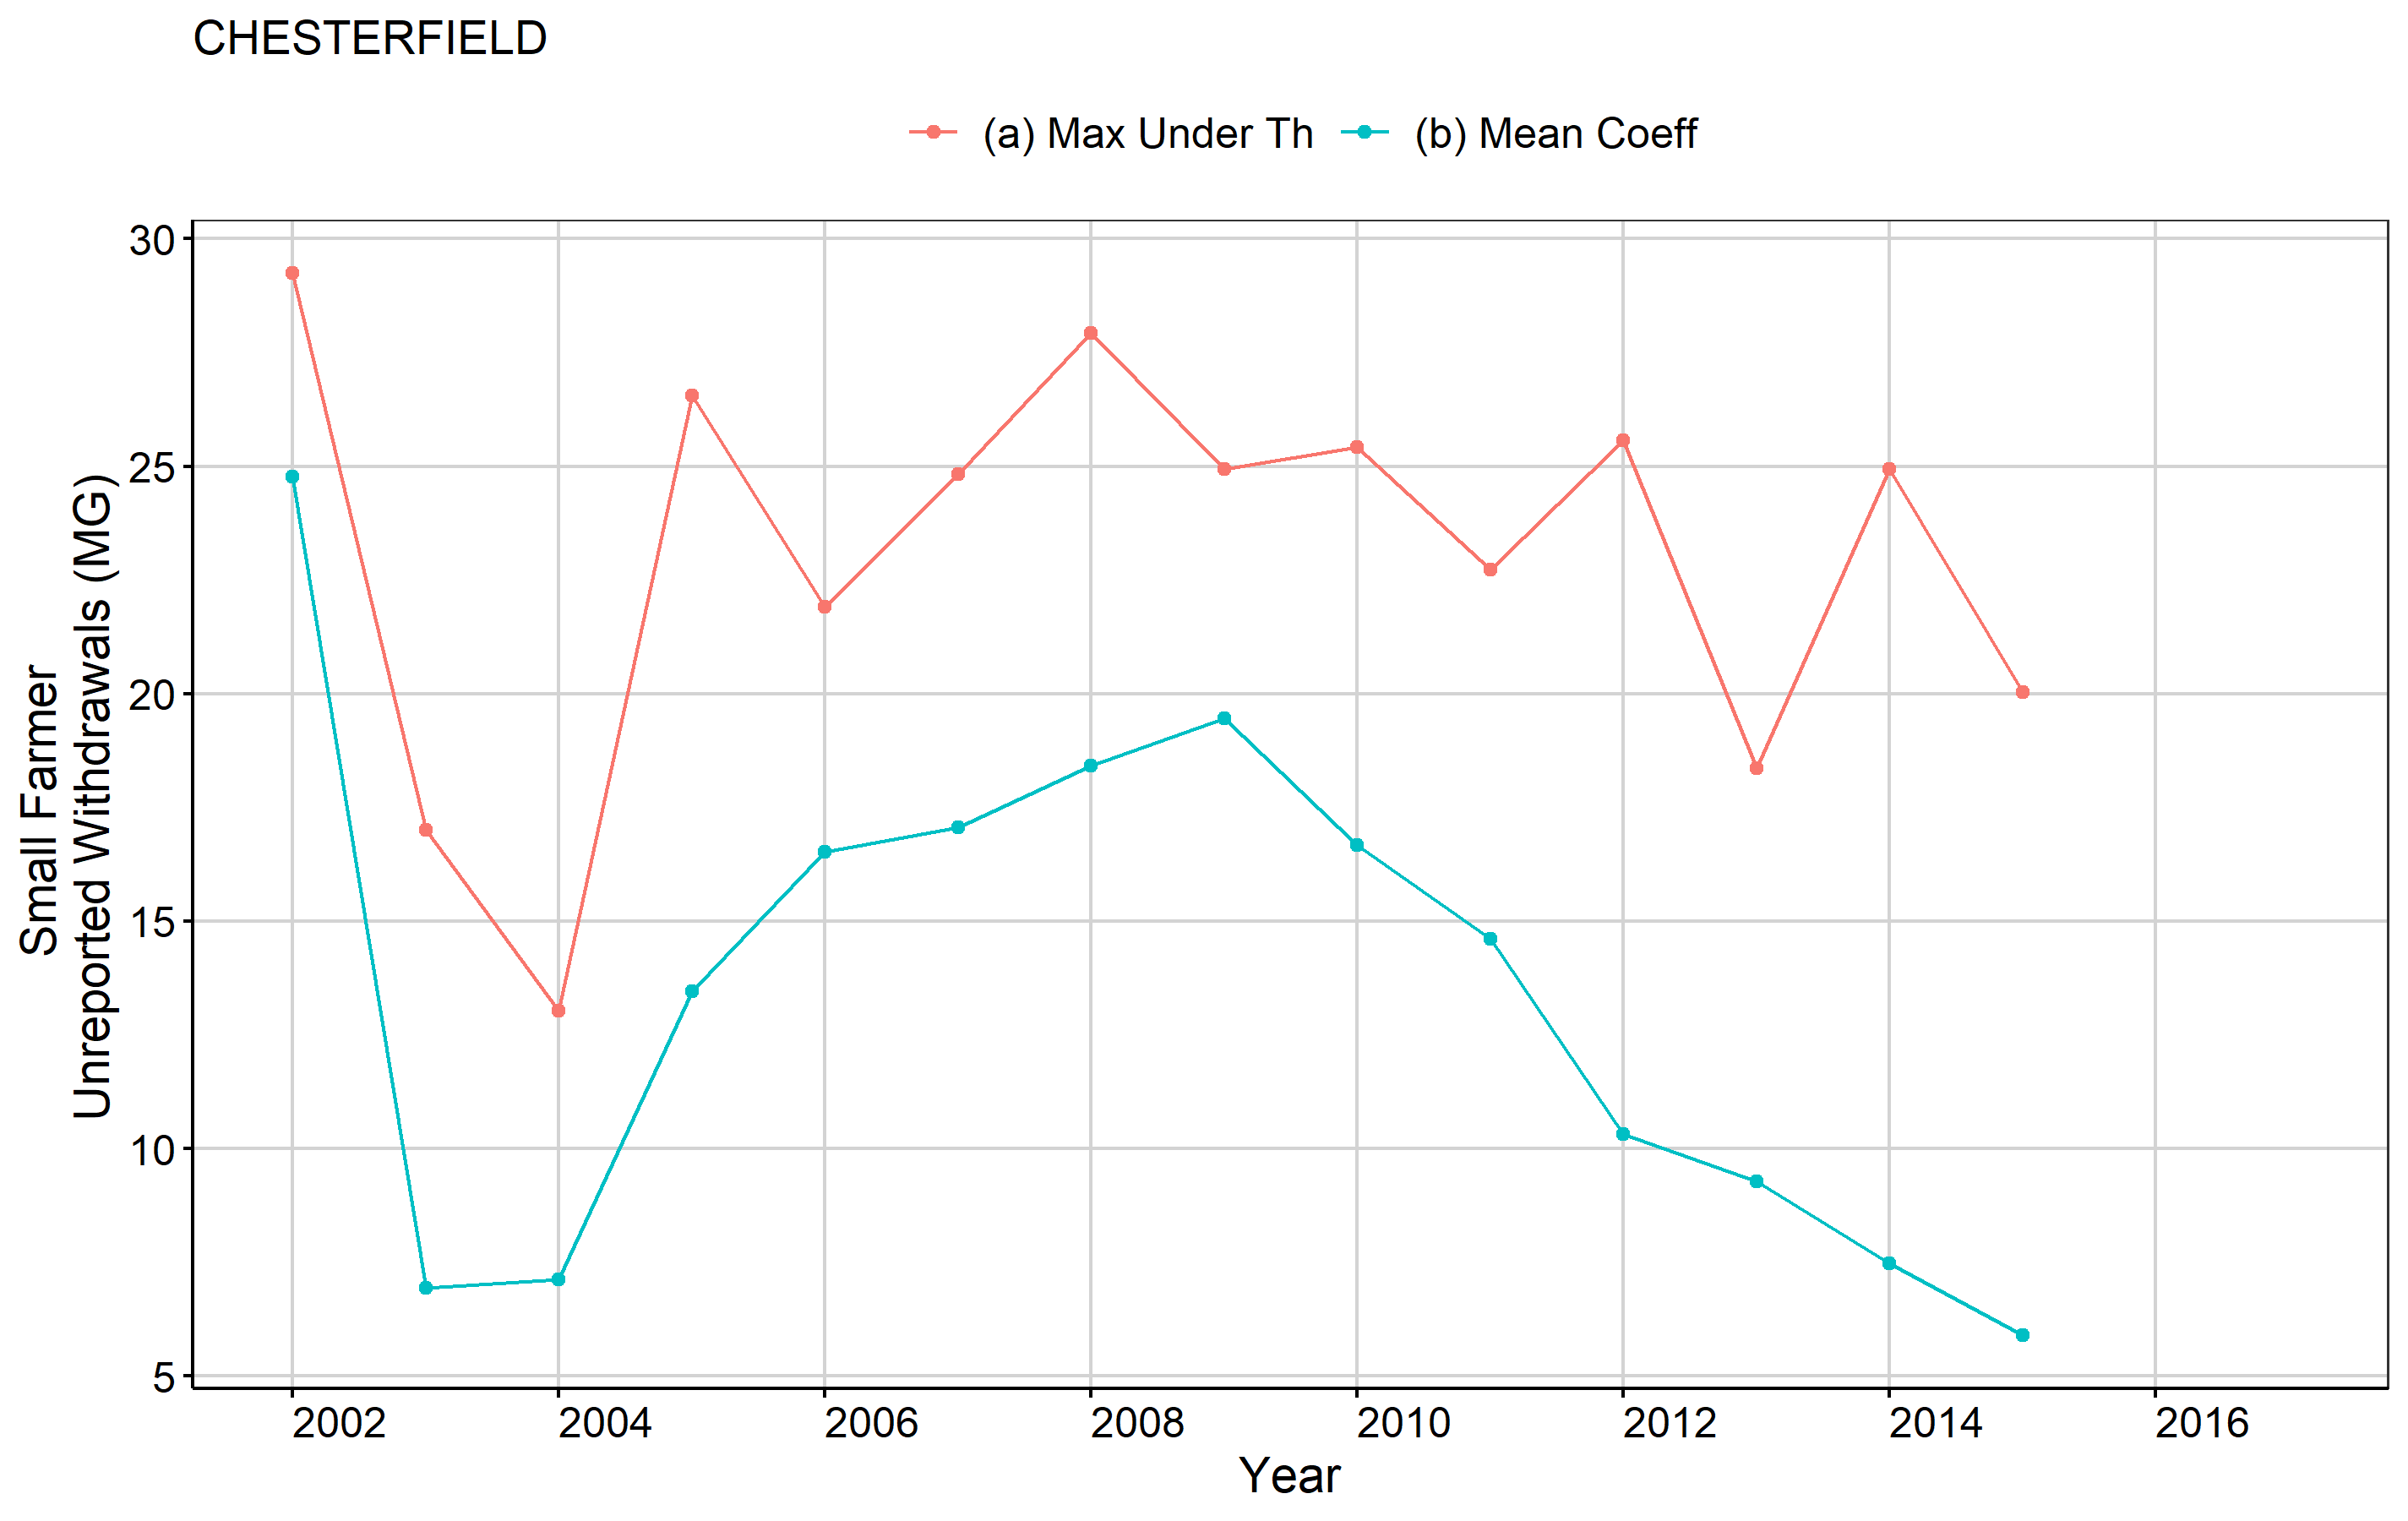 CHESTERFIELD
(a) Max Under Th (b) Mean Coeff
Small Farmer
Unreported Withdrawals (MG)
30
25
20
15
10
5
2002 2004 2006 2008 2010 2012 2014 2016
Year